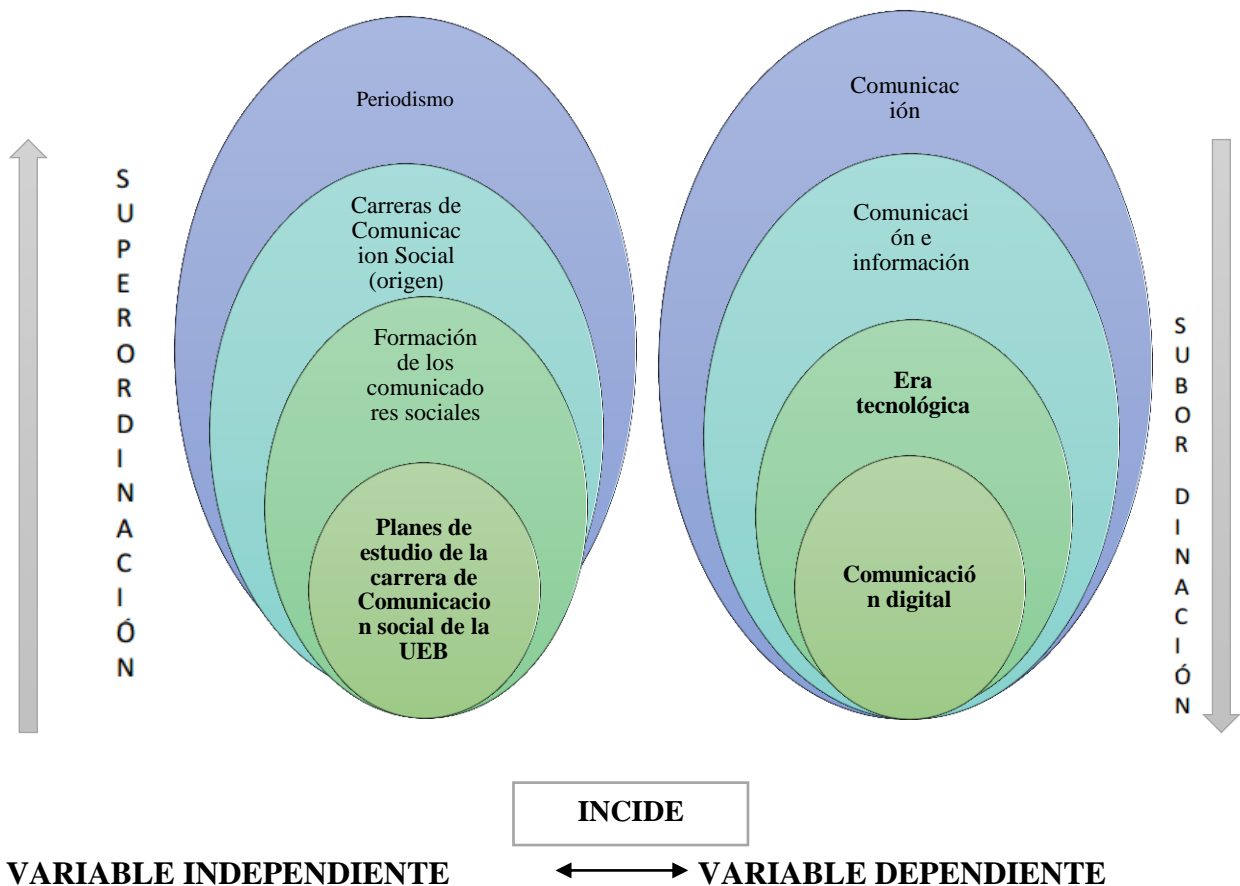 Periodismo
Carreras de
Comunicac
ion Social
(origen)
Formación
de los
comunicado
res sociales
Planes de
estudio de la
carrera de
Comunicacio
n social de la
UEB
Comunicac
ión
Comunicaci
ón e
información
Era
tecnológica
Comunicació
n digital
S
U
P
E
R
O
R
D
I
N
A
C
I
Ó
N
S
U
B
O
R
D
I
N
A
C
I
Ó
N
INCIDE
VARIABLE INDEPENDIENTE VARIABLE DEPENDIENTE